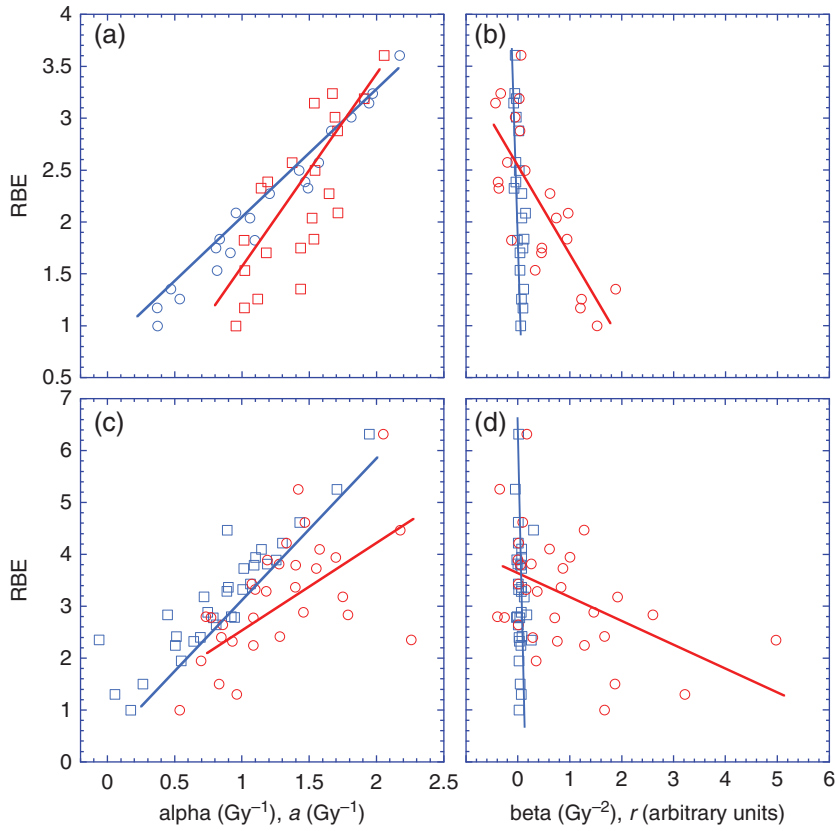 (a)
(b)
4
3.5
3
2.5
2
1.5
1
0.5
RBE
(c)
(d)
7
6
5
4
3
2
1
0
RBE
0 0.5 1 1.5 2 2.5
0 1 2 3 4 5 6
alpha (Gy⁻¹), a (Gy⁻¹)
beta (Gy⁻²), r (arbitrary units)